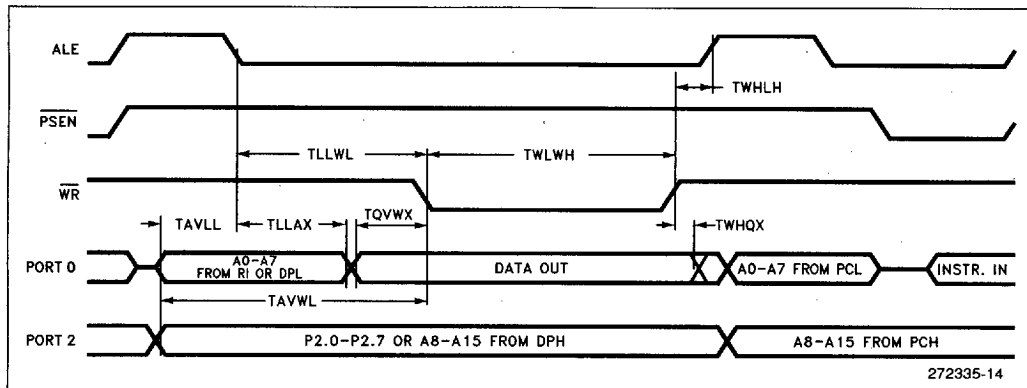 ALE
TWHLH
PSEN
TLLWL
TWLWH
WR
TAVLL
TLLAX
TQVWX
TWHQX
PORT 0
A0-A7
FROM RI OR DPL
DATA OUT
A0-A7 FROM PCL
INSTR. IN
TAVWL
PORT 2
P2.0-P2.7 OR A8-A15 FROM DPH
A8-A15 FROM PCH
272335-14